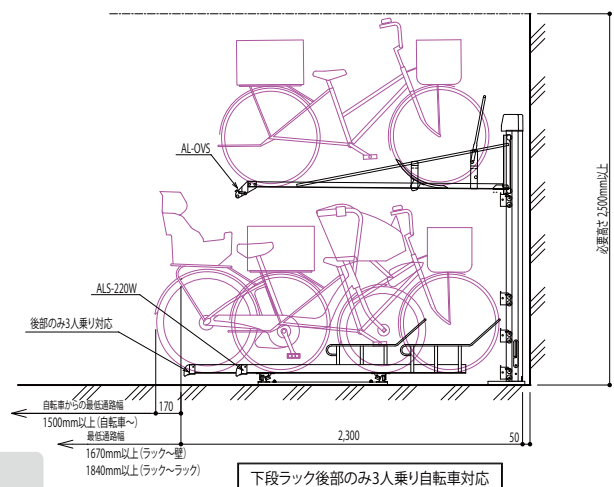 AL-OVS
必要高さ 2,500mm以上
ALS-220W
後部のみ3人乗り対応
自転車からの最低通路幅
170
1500mm以上（自転車〜）
最低通路幅
2,300
50
1670mm以上（ラック〜壁）
1840mm以上（ラック〜ラック）
下段ラック後部のみ3人乗り自転車対応